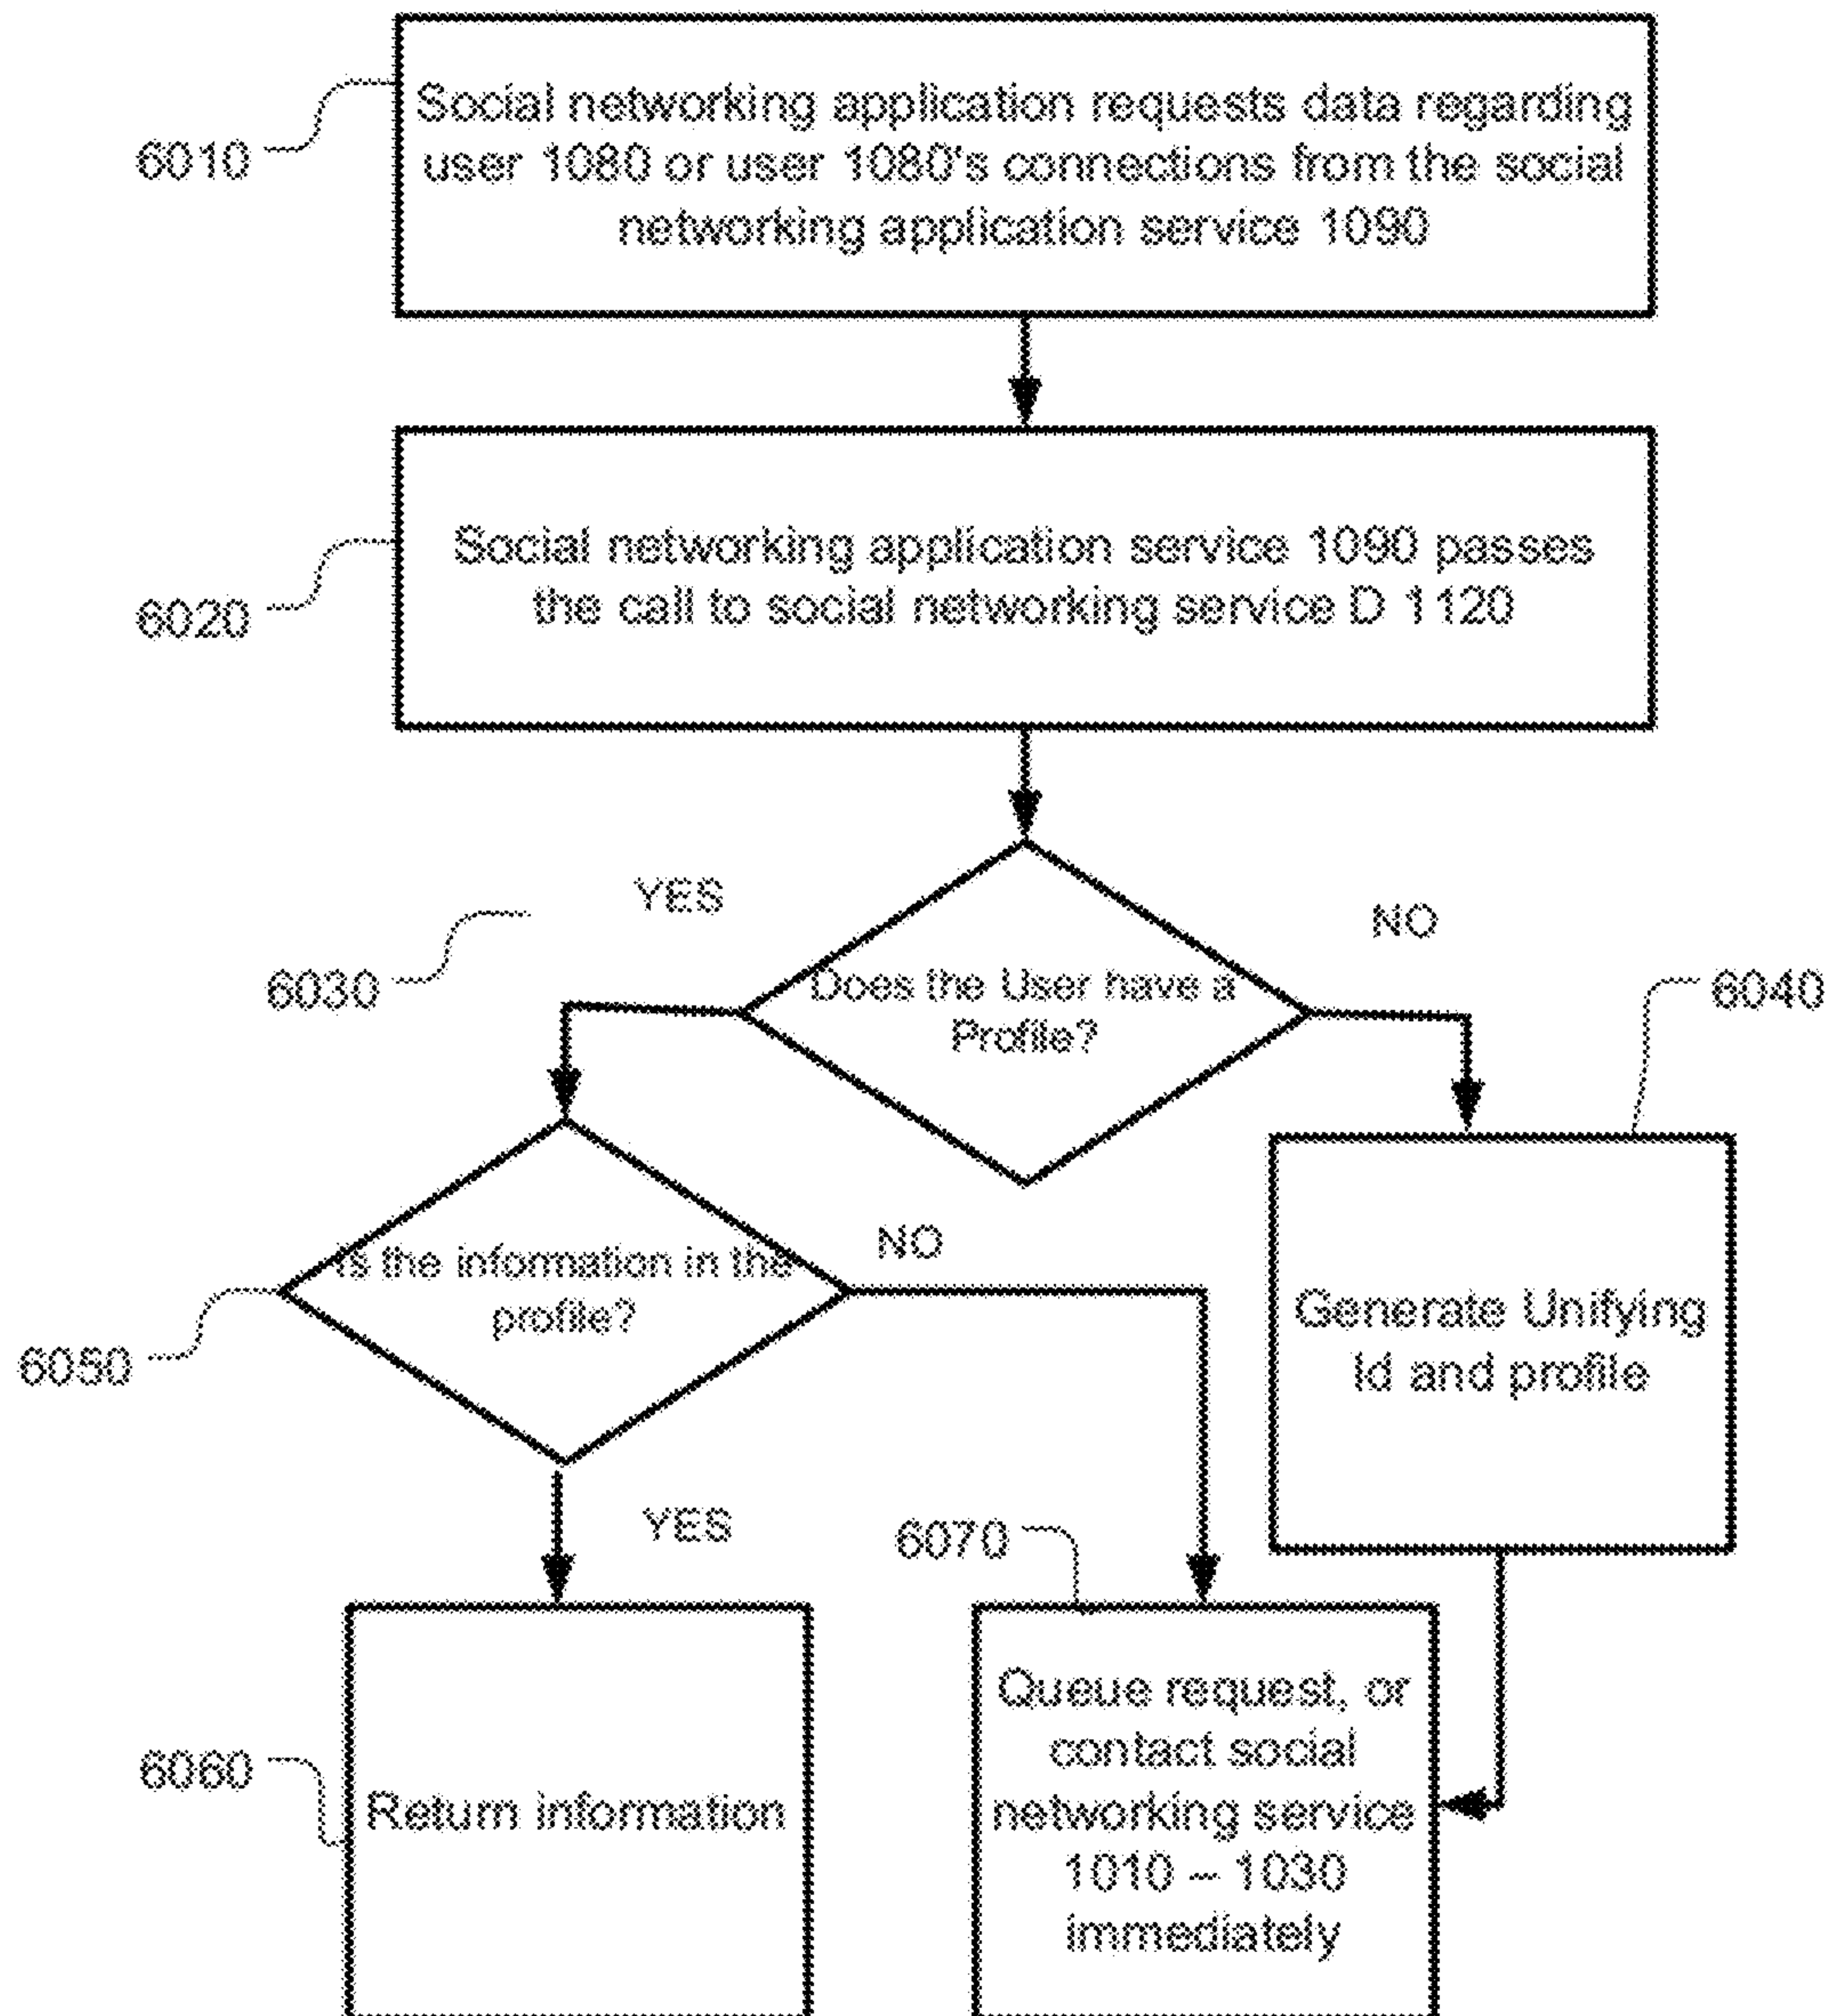 Social networking application requests data regarding
user 1080 or user 1080's connections from the social
networking application service 1090
6010
Social networking application service 1090 passes
the call to social networking service D 1120
6020
YES
NO
6030
Does the User have a
Profile?
6040
NO
Is the information in the
profile?
6050
Generate Unifying
Id and profile
YES
6070
6060
Return information
Queue request, or
contact social
networking service
1010 – 1030
immediately